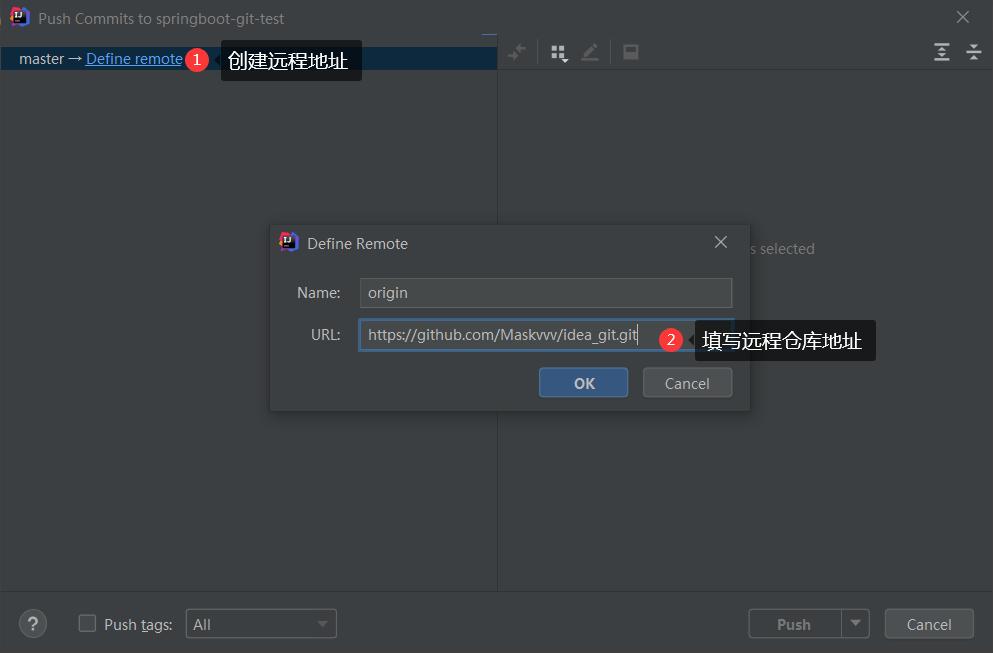 Push Commits to springboot-git-test
master → Define remote 1 创建远程地址
s selected
Define Remote
Name: origin
URL: https://github.com/Maskvvv/idea_git.git 2 填写远程仓库地址
OK Cancel
? Push tags: All Push Cancel